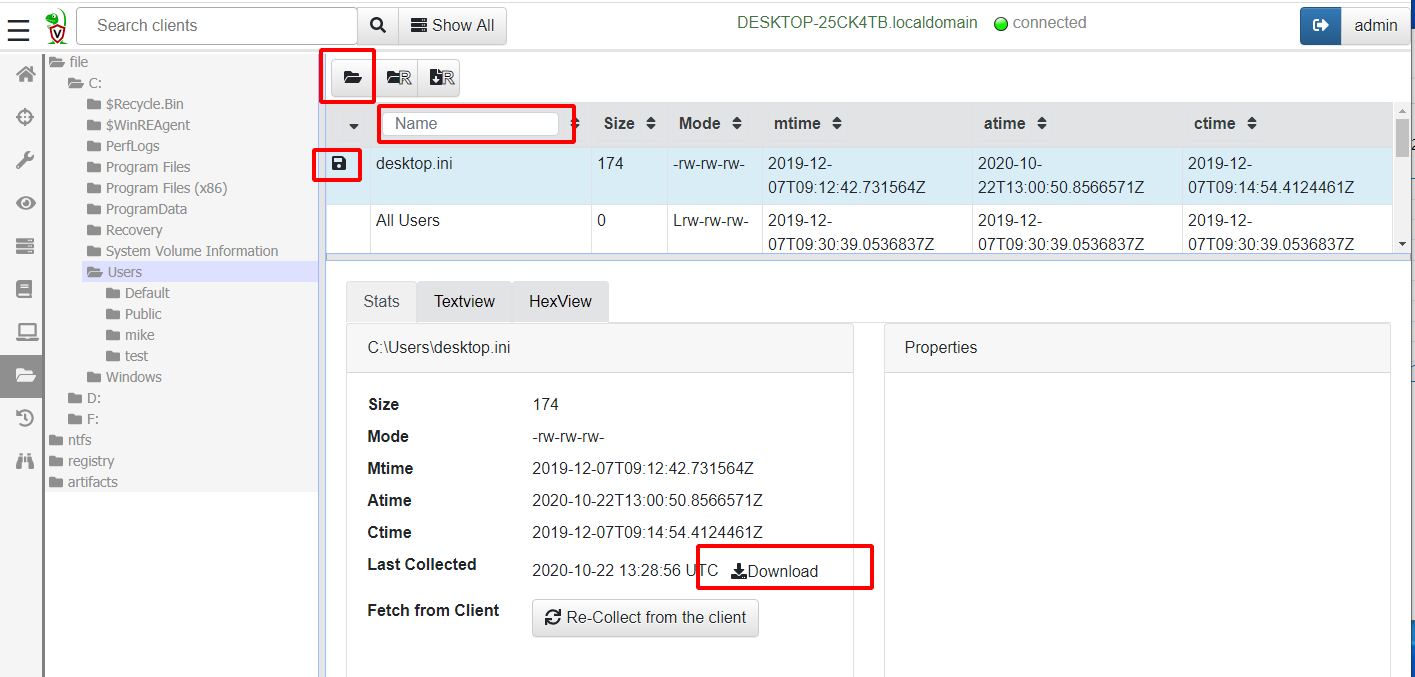 Search clients
Show All
DESKTOP-25CK4TB.localdomain
connected
admin
file
C:
$Recycle.Bin
$WinREAgent
PerfLogs
Program Files
Program Files (x86)
ProgramData
Recovery
System Volume Information
Users
Default
Public
mike
test
Windows
D:
F:
ntfs
registry
artifacts
R R
Name Size Mode mtime atime ctime
desktop.ini 174 -rw-rw-rw- 2019-12- 2020-10- 2019-12-
07T09:12:42.731564Z 22T13:00:50.8566571Z 07T09:14:54.4124461Z
All Users 0 Lrw-rw-rw- 2019-12- 2019-12- 2019-12-
07T09:30:39.0536837Z 07T09:30:39.0536837Z 07T09:30:39.0536837Z
Stats Textview HexView
C:\Users\desktop.ini
Size 174
Mode -rw-rw-rw-
Mtime 2019-12-07T09:12:42.731564Z
Atime 2020-10-22T13:00:50.8566571Z
Ctime 2019-12-07T09:14:54.4124461Z
Last Collected 2020-10-22 13:28:56 UTC Download
Fetch from Client Re-Collect from the client
Properties